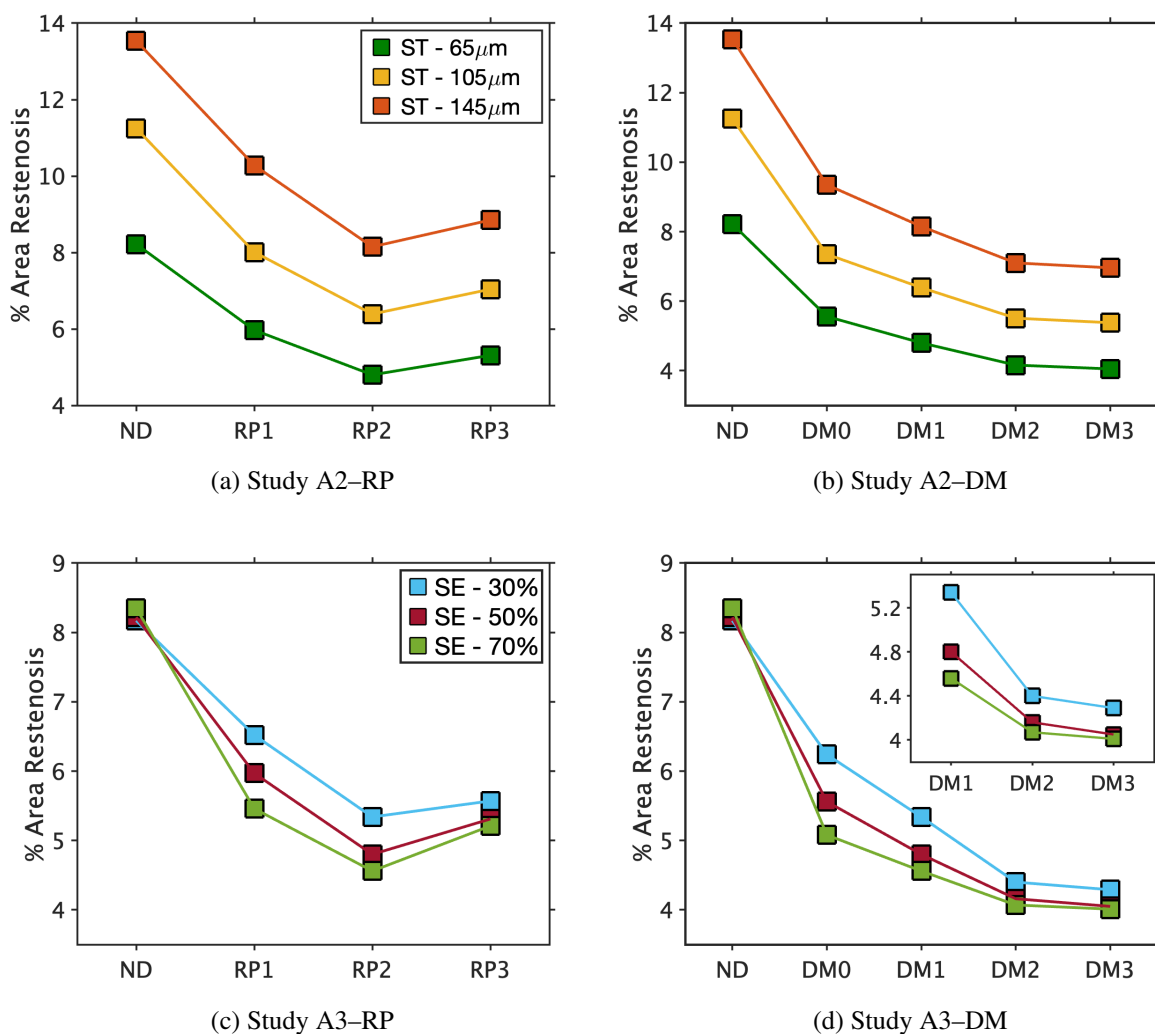 14
12
10
8
6
4
% Area Restenosis
ST - 65μm
ST - 105μm
ST - 145μm
ND RP1 RP2 RP3
(a) Study A2–RP
14
12
10
8
6
4
% Area Restenosis
ND DM0 DM1 DM2 DM3
(b) Study A2–DM
9
8
7
6
5
4
% Area Restenosis
SE - 30%
SE - 50%
SE - 70%
ND RP1 RP2 RP3
(c) Study A3–RP
9
8
7
6
5
4
% Area Restenosis
5.2
4.8
4.4
4
DM1 DM2 DM3
ND DM0 DM1 DM2 DM3
(d) Study A3–DM